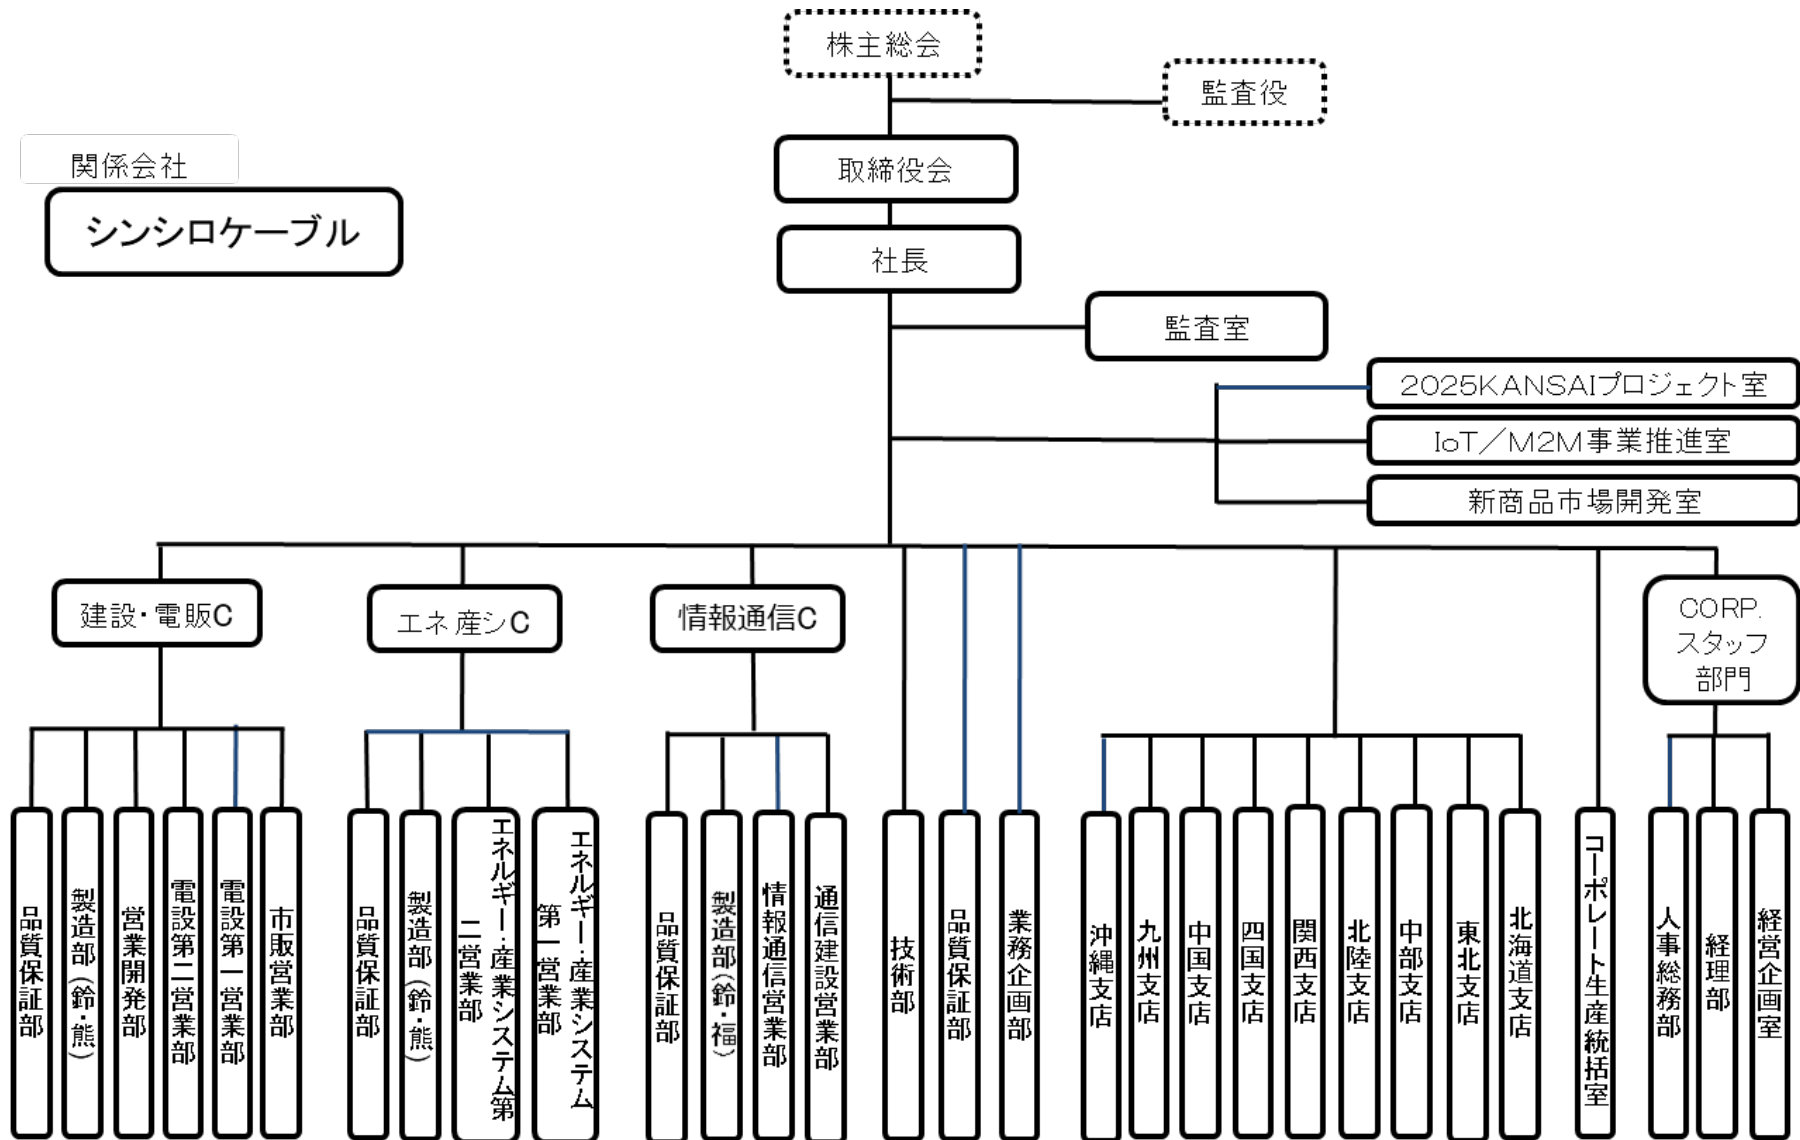 株主総会
監査役
関係会社
シンシロケーブル
取締役会
社長
監査室
2025KANSAIプロジェクト室
IoT／M2M事業推進室
新商品市場開発室
建設・電販C
エネ産シC
情報通信C
CORP.
スタッフ
部門
品質保証部
製造部(鈴・熊)
営業開発部
電設第二営業部
電設第一営業部
市販営業部
品質保証部
製造部(鈴・熊)
エネルギー・産業システム第
二営業部
エネルギー・産業システム
第一営業部
品質保証部
製造部(鈴・福)
情報通信営業部
通信建設営業部
技術部
品質保証部
業務企画部
沖縄支店
九州支店
中国支店
四国支店
関西支店
北陸支店
中部支店
東北支店
北海道支店
コーポレート生産統括室
人事総務部
経理部
経営企画室